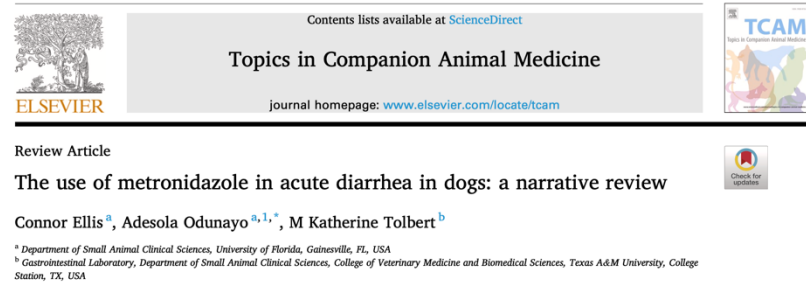 Contents lists available at ScienceDirect
Topics in Companion Animal Medicine
journal homepage: www.elsevier.com/locate/tcam
ELSEVIER
TCAM
Topics in Companion Animal Medicine
Review Article
The use of metronidazole in acute diarrhea in dogs: a narrative review
Check for
updates
Connor Ellis a, Adesola Odunayo a,1,*, M Katherine Tolbert b
a Department of Small Animal Clinical Sciences, University of Florida, Gainesville, FL, USA
b Gastrointestinal Laboratory, Department of Small Animal Clinical Sciences, College of Veterinary Medicine and Biomedical Sciences, Texas A&M University, College
Station, TX, USA